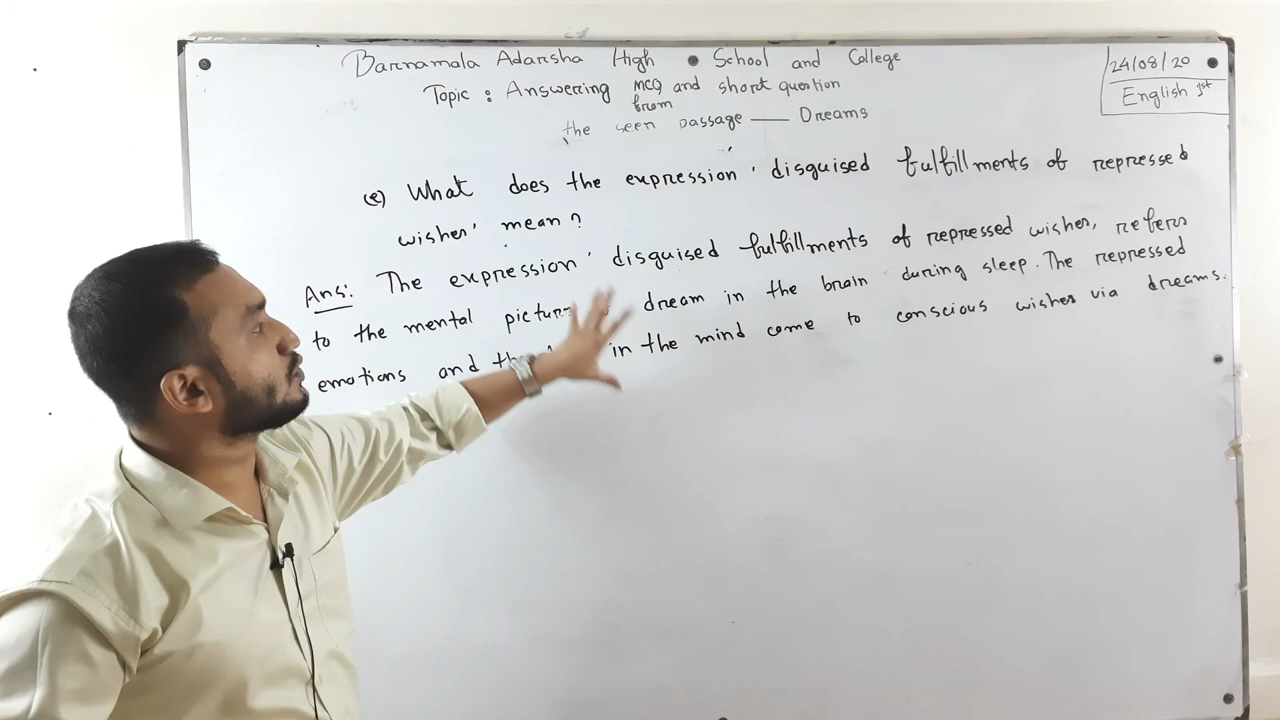 Barnamala Adarsha High School and College
24/08/20
English 1st
Topic : Answering MCQ and short question
from
the seen passage — Dreams
(e) What does the expression 'disguised fulfillments of repressed
wishes' mean?
Ans: The expression 'disguised fulfillments of repressed wishes, refers
to the mental dream in the brain during sleep. The repressed
emotions and in the mind come to conscious wishes via dreams.